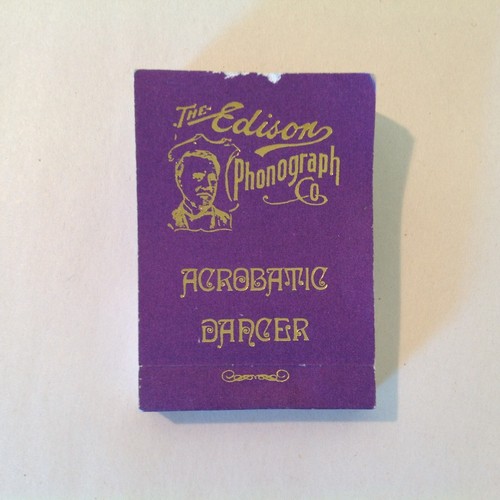 The Edison
Phonograph
Co.
ACROBATIC
DANCER